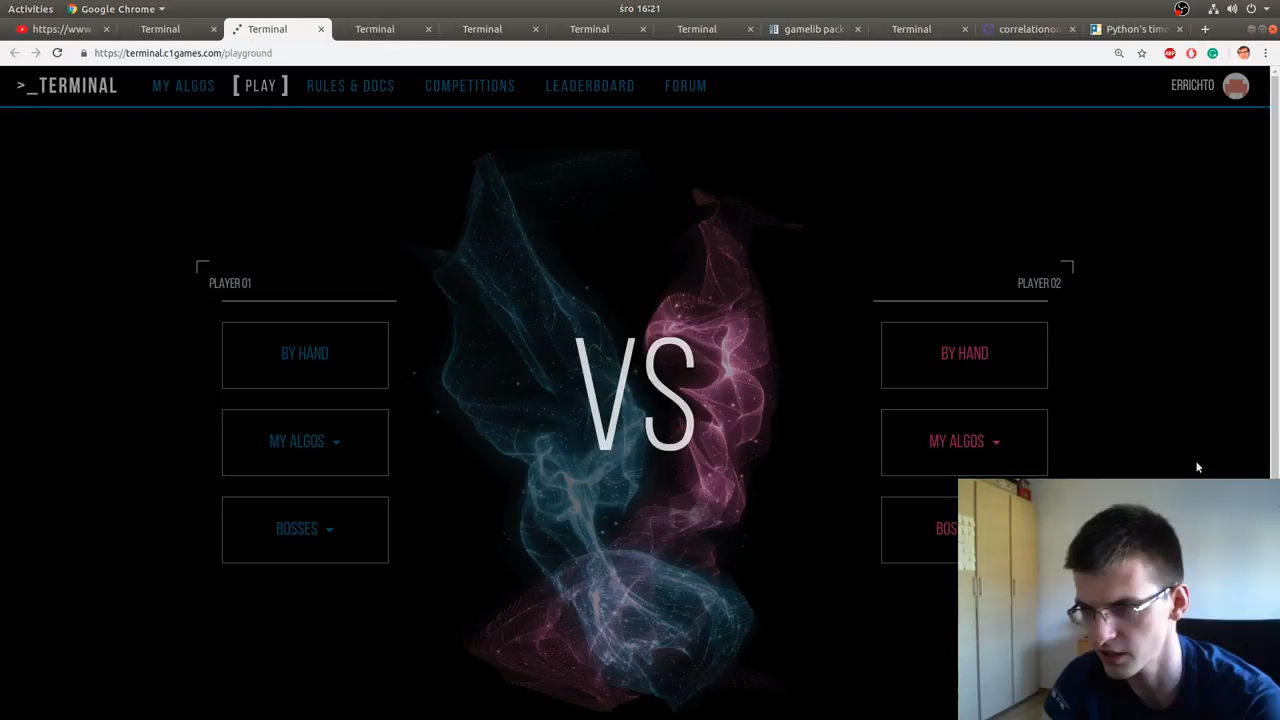 Activities
Google Chrome
śro 16:21
https://www
Terminal
Terminal
Terminal
Terminal
Terminal
Terminal
gamelib pack
Terminal
correlationon
Python's time
https://terminal.c1games.com/playground
>_TERMINAL
MY ALGOS
[ PLAY ]
RULES & DOCS
COMPETITIONS
LEADERBOARD
FORUM
ERRICHTO
PLAYER 01
PLAYER 02
VS
BY HAND
BY HAND
MY ALGOS
MY ALGOS
BOSSES
BOS